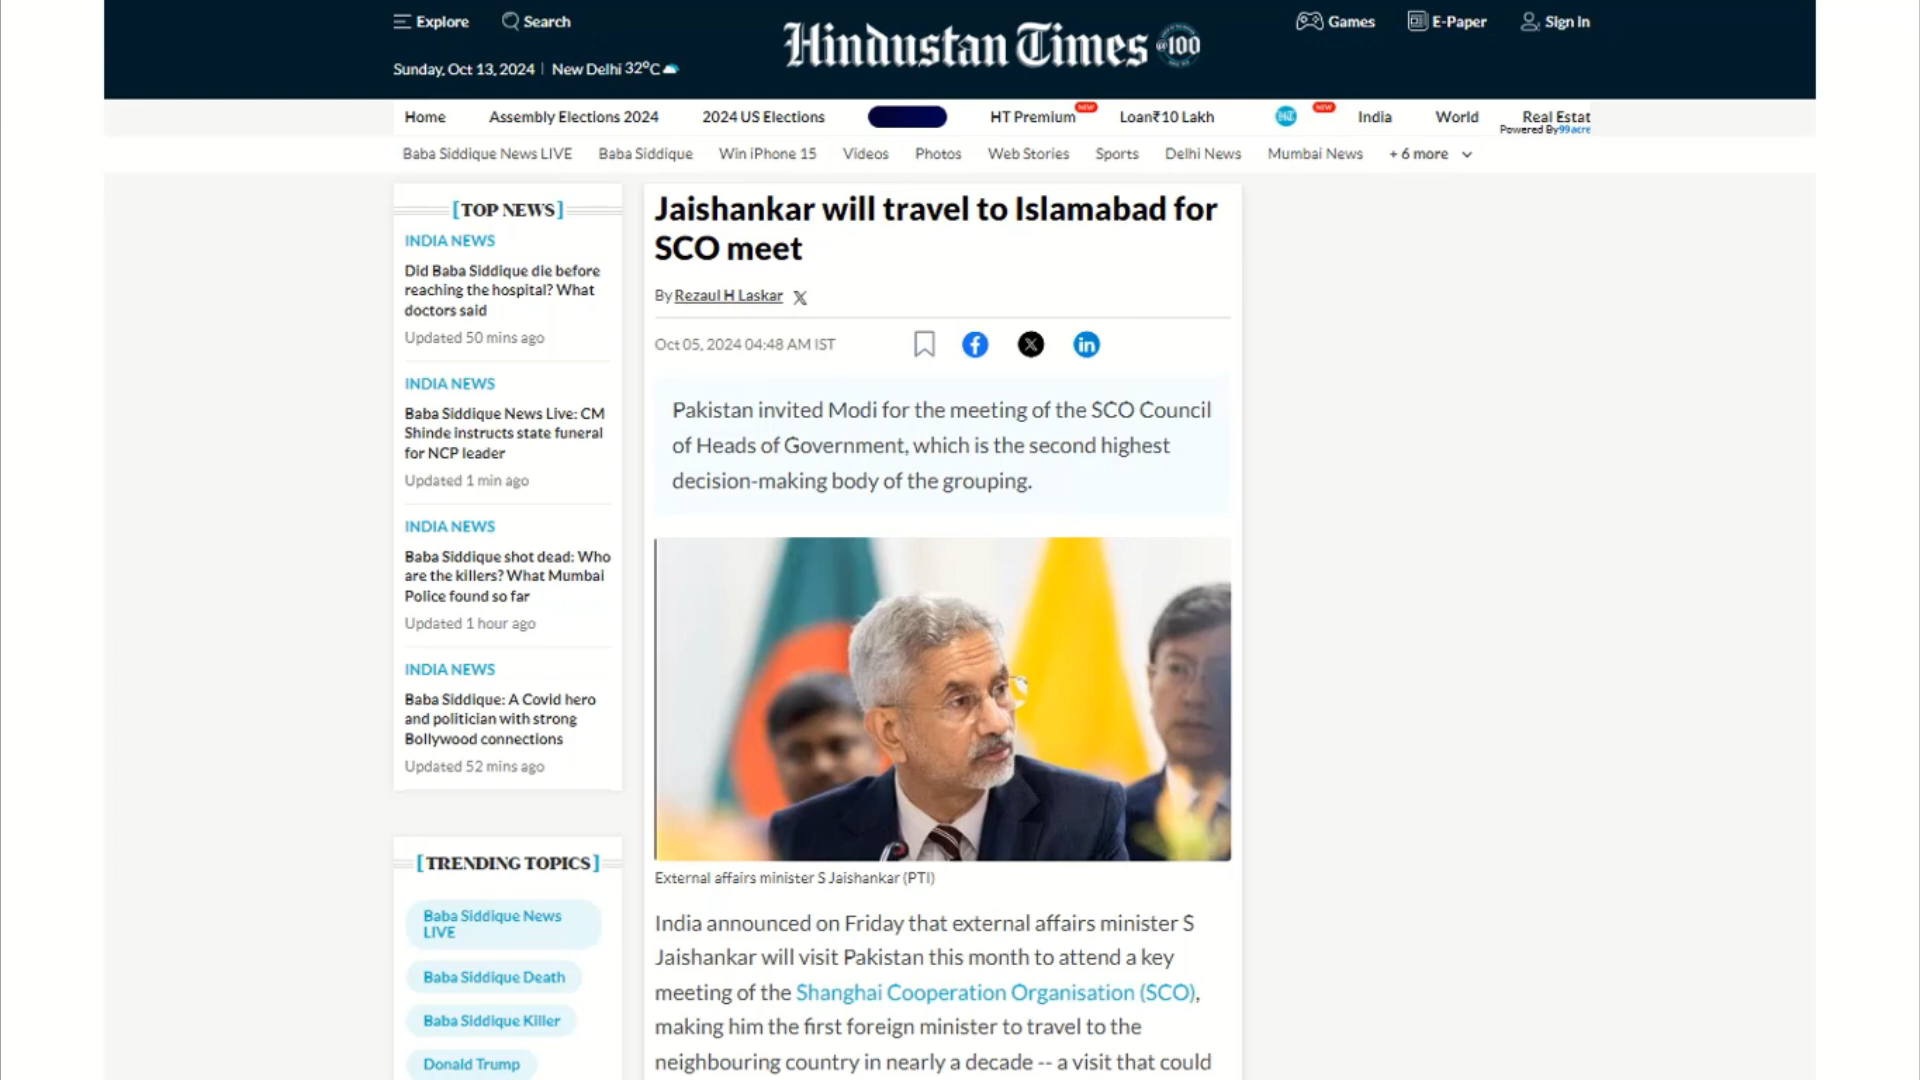 Explore
Search
Hindustan Times
@100
Games
E-Paper
Sign in
Sunday, Oct 13, 2024
New Delhi 32°C
Home
Assembly Elections 2024
2024 US Elections
HT Premium
NEW
Loan₹10 Lakh
NEW
India
World
Real Estat
Powered By 99acre
Baba Siddique News LIVE
Baba Siddique
Win iPhone 15
Videos
Photos
Web Stories
Sports
Delhi News
Mumbai News
+ 6 more
[TOP NEWS]
INDIA NEWS
Did Baba Siddique die before
reaching the hospital? What
doctors said
Updated 50 mins ago
INDIA NEWS
Baba Siddique News Live: CM
Shinde instructs state funeral
for NCP leader
Updated 1 min ago
INDIA NEWS
Baba Siddique shot dead: Who
are the killers? What Mumbai
Police found so far
Updated 1 hour ago
INDIA NEWS
Baba Siddique: A Covid hero
and politician with strong
Bollywood connections
Updated 52 mins ago
[TRENDING TOPICS]
Baba Siddique News
LIVE
Baba Siddique Death
Baba Siddique Killer
Donald Trump
Jaishankar will travel to Islamabad for
SCO meet
By Rezaul H Laskar
Oct 05, 2024 04:48 AM IST
Pakistan invited Modi for the meeting of the SCO Council
of Heads of Government, which is the second highest
decision-making body of the grouping.
External affairs minister S Jaishankar (PTI)
India announced on Friday that external affairs minister S
Jaishankar will visit Pakistan this month to attend a key
meeting of the Shanghai Cooperation Organisation (SCO),
making him the first foreign minister to travel to the
neighbouring country in nearly a decade -- a visit that could